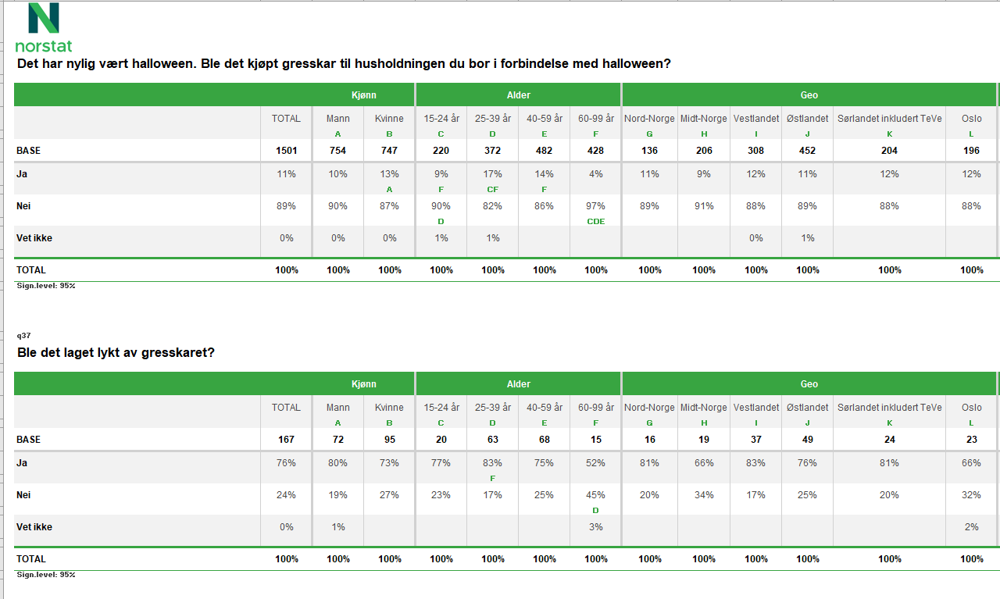 norstat
Det har nylig vært halloween. Ble det kjøpt gresskar til husholdningen du bor i forbindelse med halloween?
Kjønn Alder Geo
TOTAL Mann Kvinne 15-24 år 25-39 år 40-59 år 60-99 år Nord-Norge Midt-Norge Vestlandet Østlandet Sørlandet inkludert TeVe Oslo
A B C D E F G H I J K L
BASE 1501 754 747 220 372 482 428 136 206 308 452 204 196
Ja 11% 10% 13% 9% 17% 14% 4% 11% 9% 12% 11% 12% 12%
A F CF F
Nei 89% 90% 87% 90% 82% 86% 97% 89% 91% 88% 89% 88% 88%
D CDE
Vet ikke 0% 0% 0% 1% 1% 0% 1%
TOTAL 100% 100% 100% 100% 100% 100% 100% 100% 100% 100% 100% 100% 100%
Sign.level: 95%
q37
Ble det laget lykt av gresskaret?
Kjønn Alder Geo
TOTAL Mann Kvinne 15-24 år 25-39 år 40-59 år 60-99 år Nord-Norge Midt-Norge Vestlandet Østlandet Sørlandet inkludert TeVe Oslo
A B C D E F G H I J K L
BASE 167 72 95 20 63 68 15 16 19 37 49 24 23
Ja 76% 80% 73% 77% 83% 75% 52% 81% 66% 83% 76% 81% 66%
F
Nei 24% 19% 27% 23% 17% 25% 45% 20% 34% 17% 25% 20% 32%
D
Vet ikke 0% 1% 3% 2%
TOTAL 100% 100% 100% 100% 100% 100% 100% 100% 100% 100% 100% 100% 100%
Sign.level: 95%